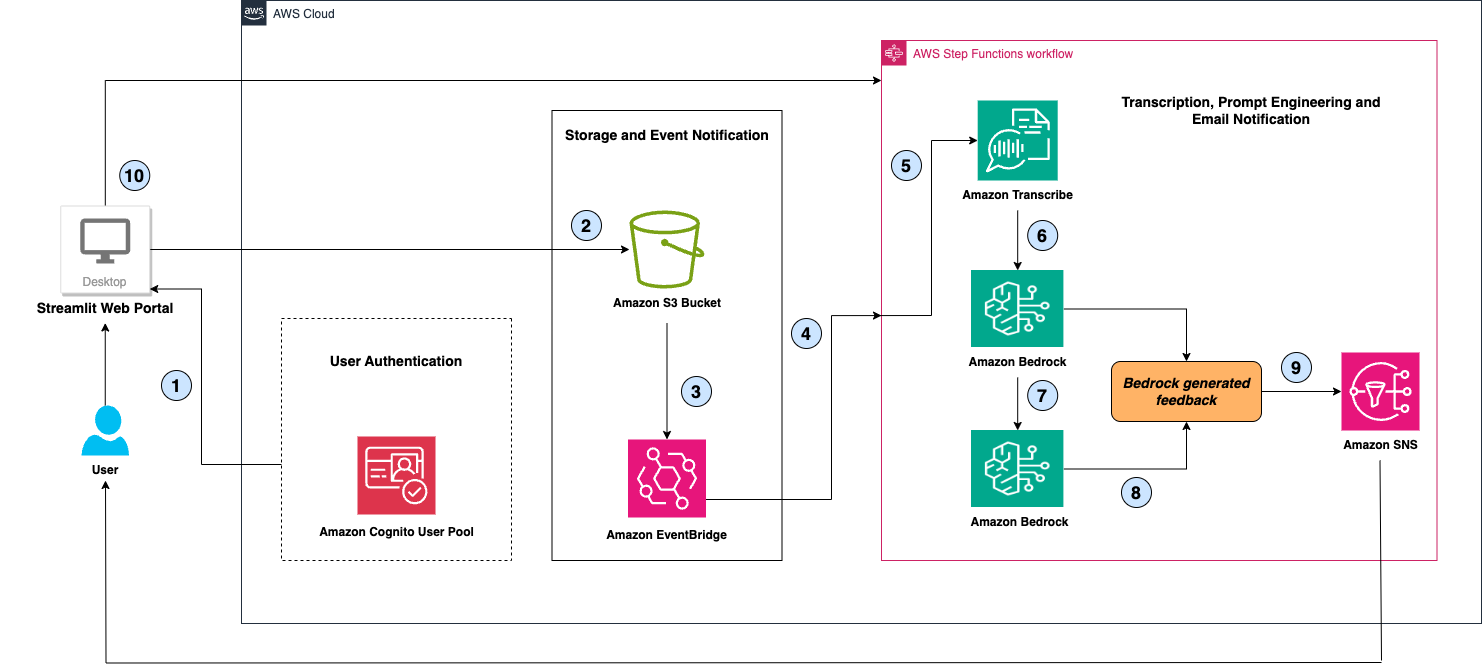 aws
AWS Cloud
AWS Step Functions workflow
Transcription, Prompt Engineering and
Email Notification
Storage and Event Notification
5
Amazon Transcribe
10
2
6
Desktop
Streamlit Web Portal
Amazon S3 Bucket
4
User Authentication
Amazon Bedrock
9
1
3
7
Bedrock generated
feedback
Amazon SNS
User
8
Amazon Cognito User Pool
Amazon EventBridge
Amazon Bedrock